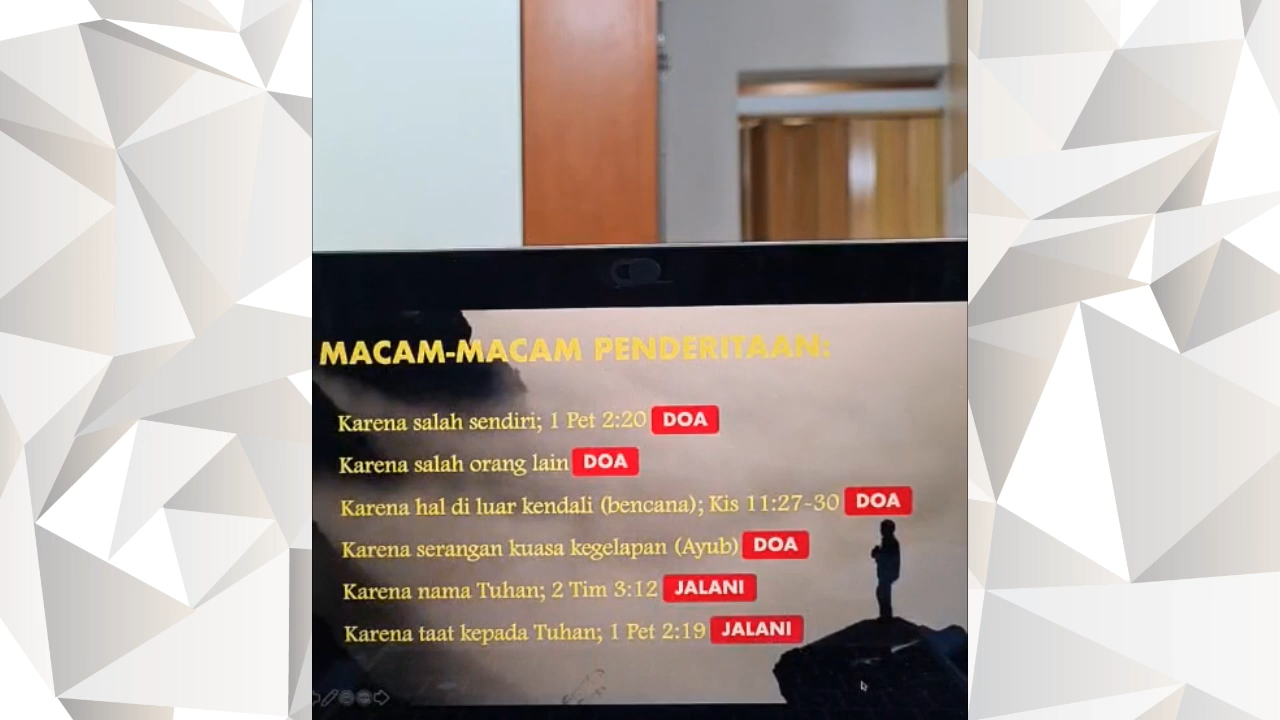 MACAM-MACAM PENDERITAAN:
Karena salah sendiri; 1 Pet 2:20 DOA
Karena salah orang lain DOA
Karena hal di luar kendali (bencana); Kis 11:27-30 DOA
Karena serangan kuasa kegelapan (Ayub) DOA
Karena nama Tuhan; 2 Tim 3:12 JALANI
Karena taat kepada Tuhan; 1 Pet 2:19 JALANI